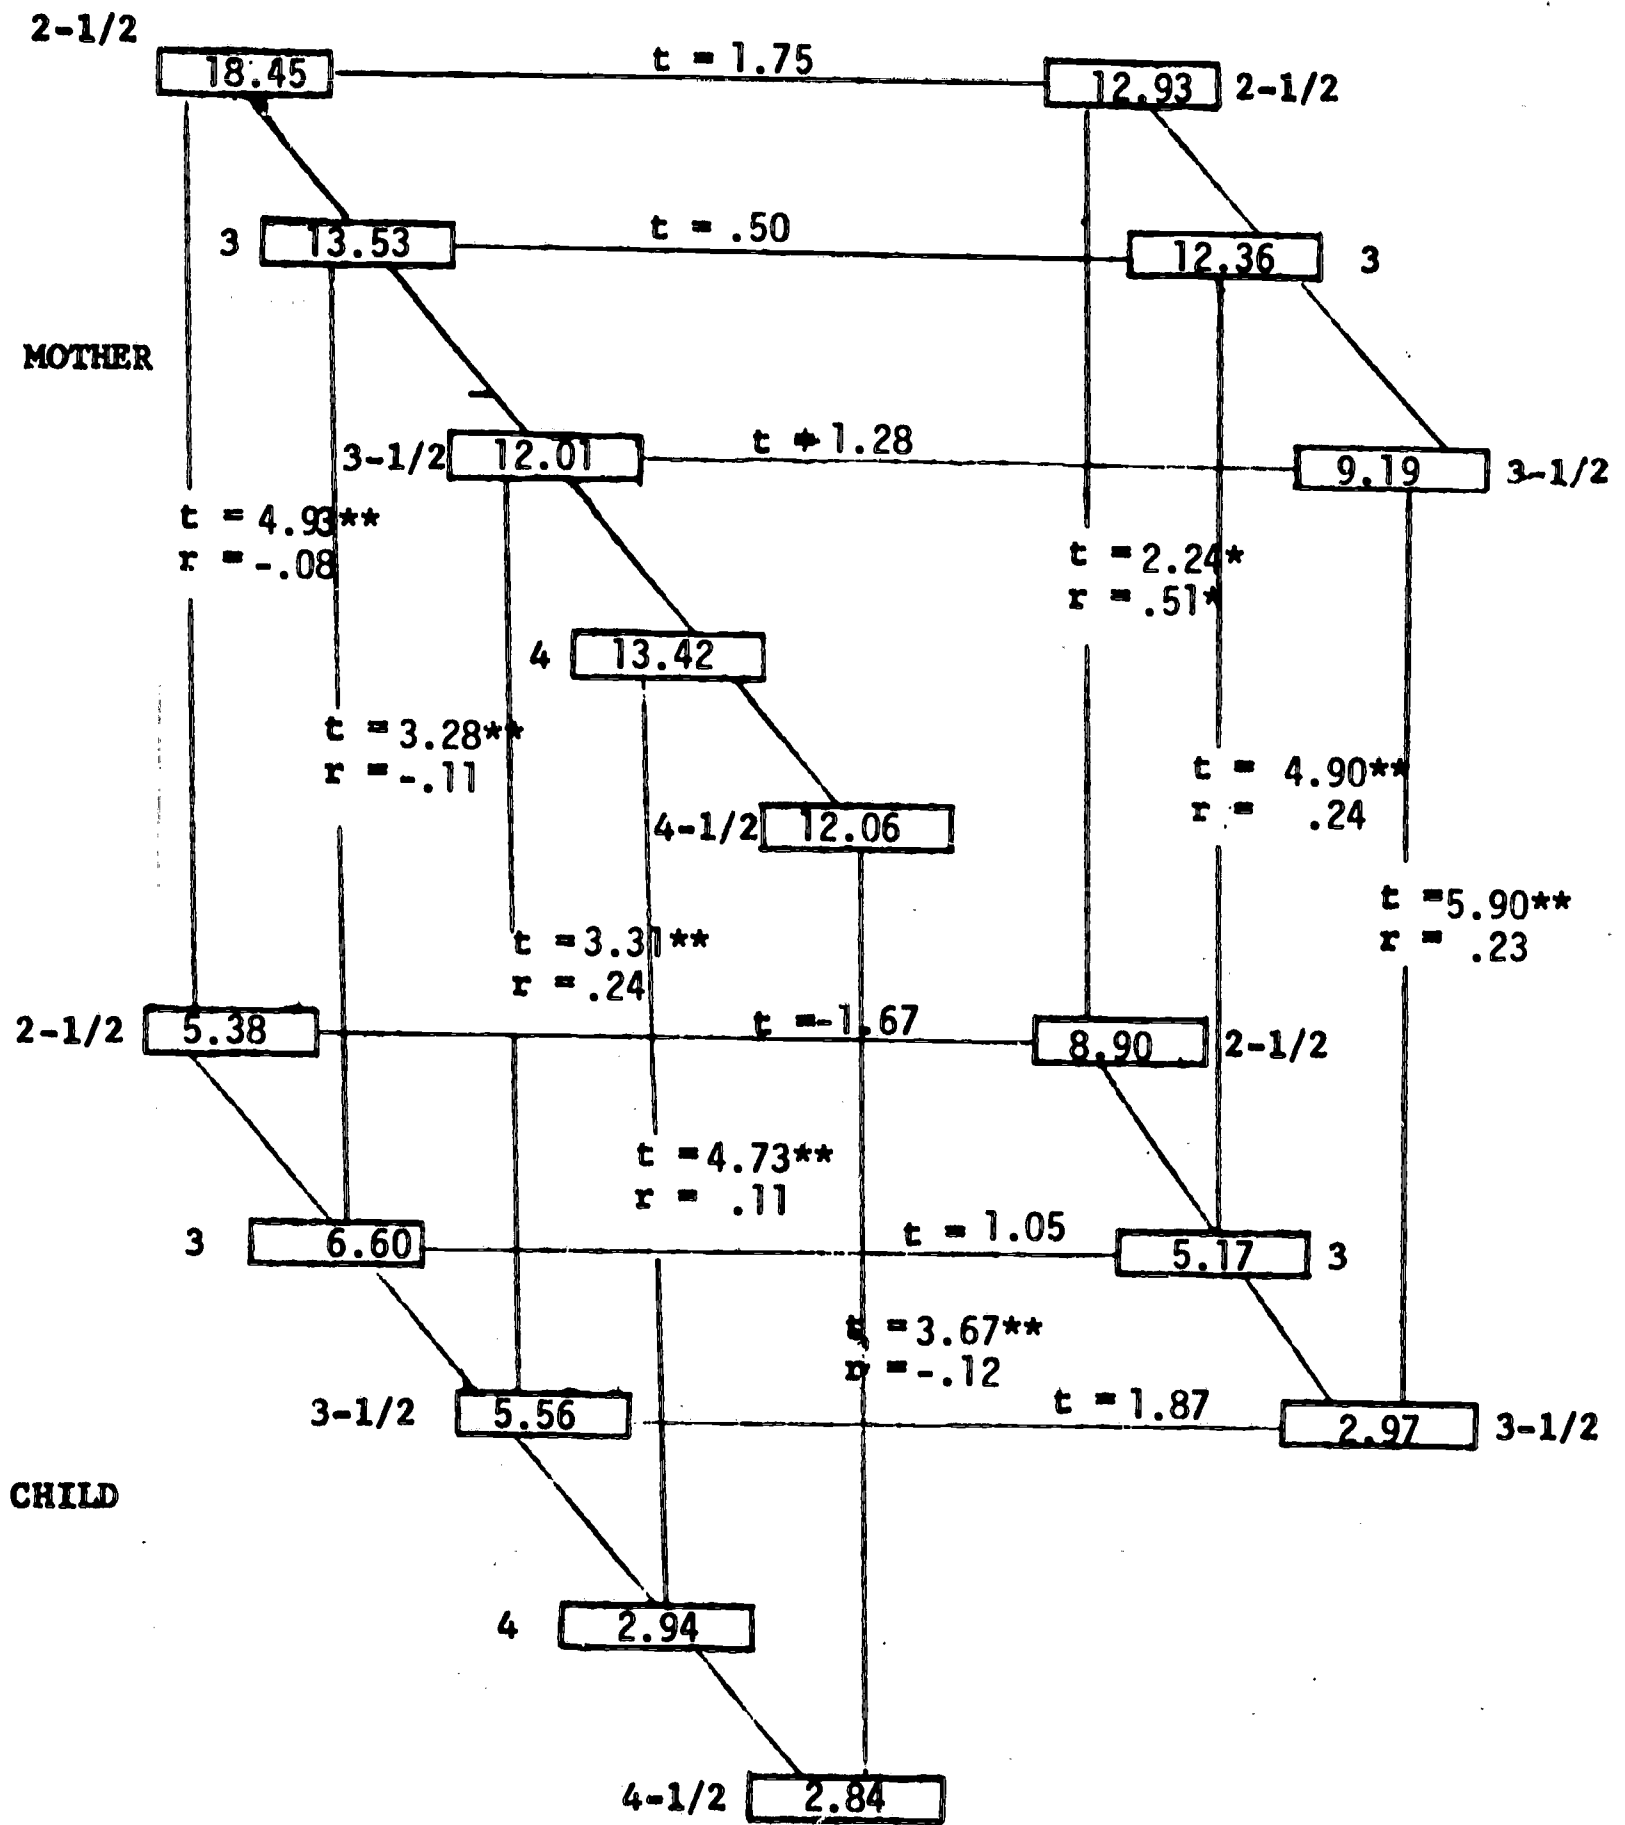 2-1/2
18.45 t = 1.75 12.93 2-1/2
3 13.53 t = .50 12.36 3
MOTHER
3-1/2 12.01 t = 1.28 9.19 3-1/2
t = 4.93**
r = -.08
t = 2.24*
r = .51*
4 13.42
t = 3.28**
r = -.11
t = 4.90**
r = .24
4-1/2 12.06
t = 5.90**
r = .23
t = 3.31**
r = .24
2-1/2 5.38 t = -1.67 8.90 2-1/2
t = 4.73**
r = .11
3 6.60 t = 1.05 5.17 3
t = 3.67**
r = -.12
3-1/2 5.56 t = 1.87 2.97 3-1/2
CHILD
4 2.94
4-1/2 2.84